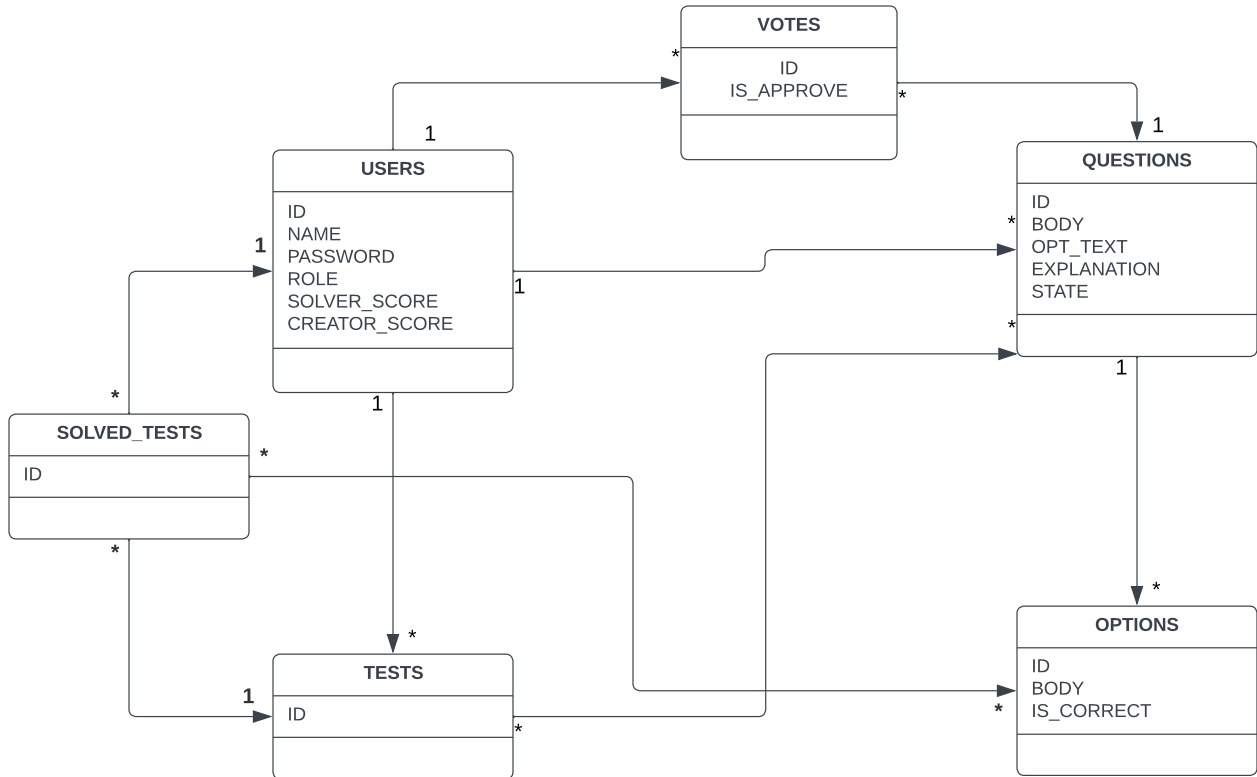 VOTES
*
ID
IS_APPROVE
*
1
1
USERS
QUESTIONS
ID
NAME
PASSWORD
ROLE
SOLVER_SCORE
CREATOR_SCORE
ID
BODY
OPT_TEXT
EXPLANATION
STATE
*
1
1
*
1
1
*
SOLVED_TESTS
*
ID
*
*
*
TESTS
OPTIONS
1
ID
*
ID
BODY
IS_CORRECT
*